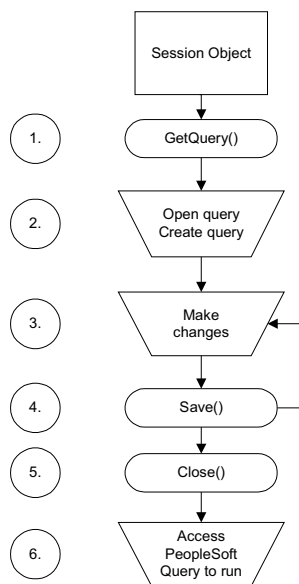 Session Object
1.
GetQuery()
2.
Open query
Create query
3.
Make
changes
4.
Save()
5.
Close()
6.
Access
PeopleSoft
Query to run